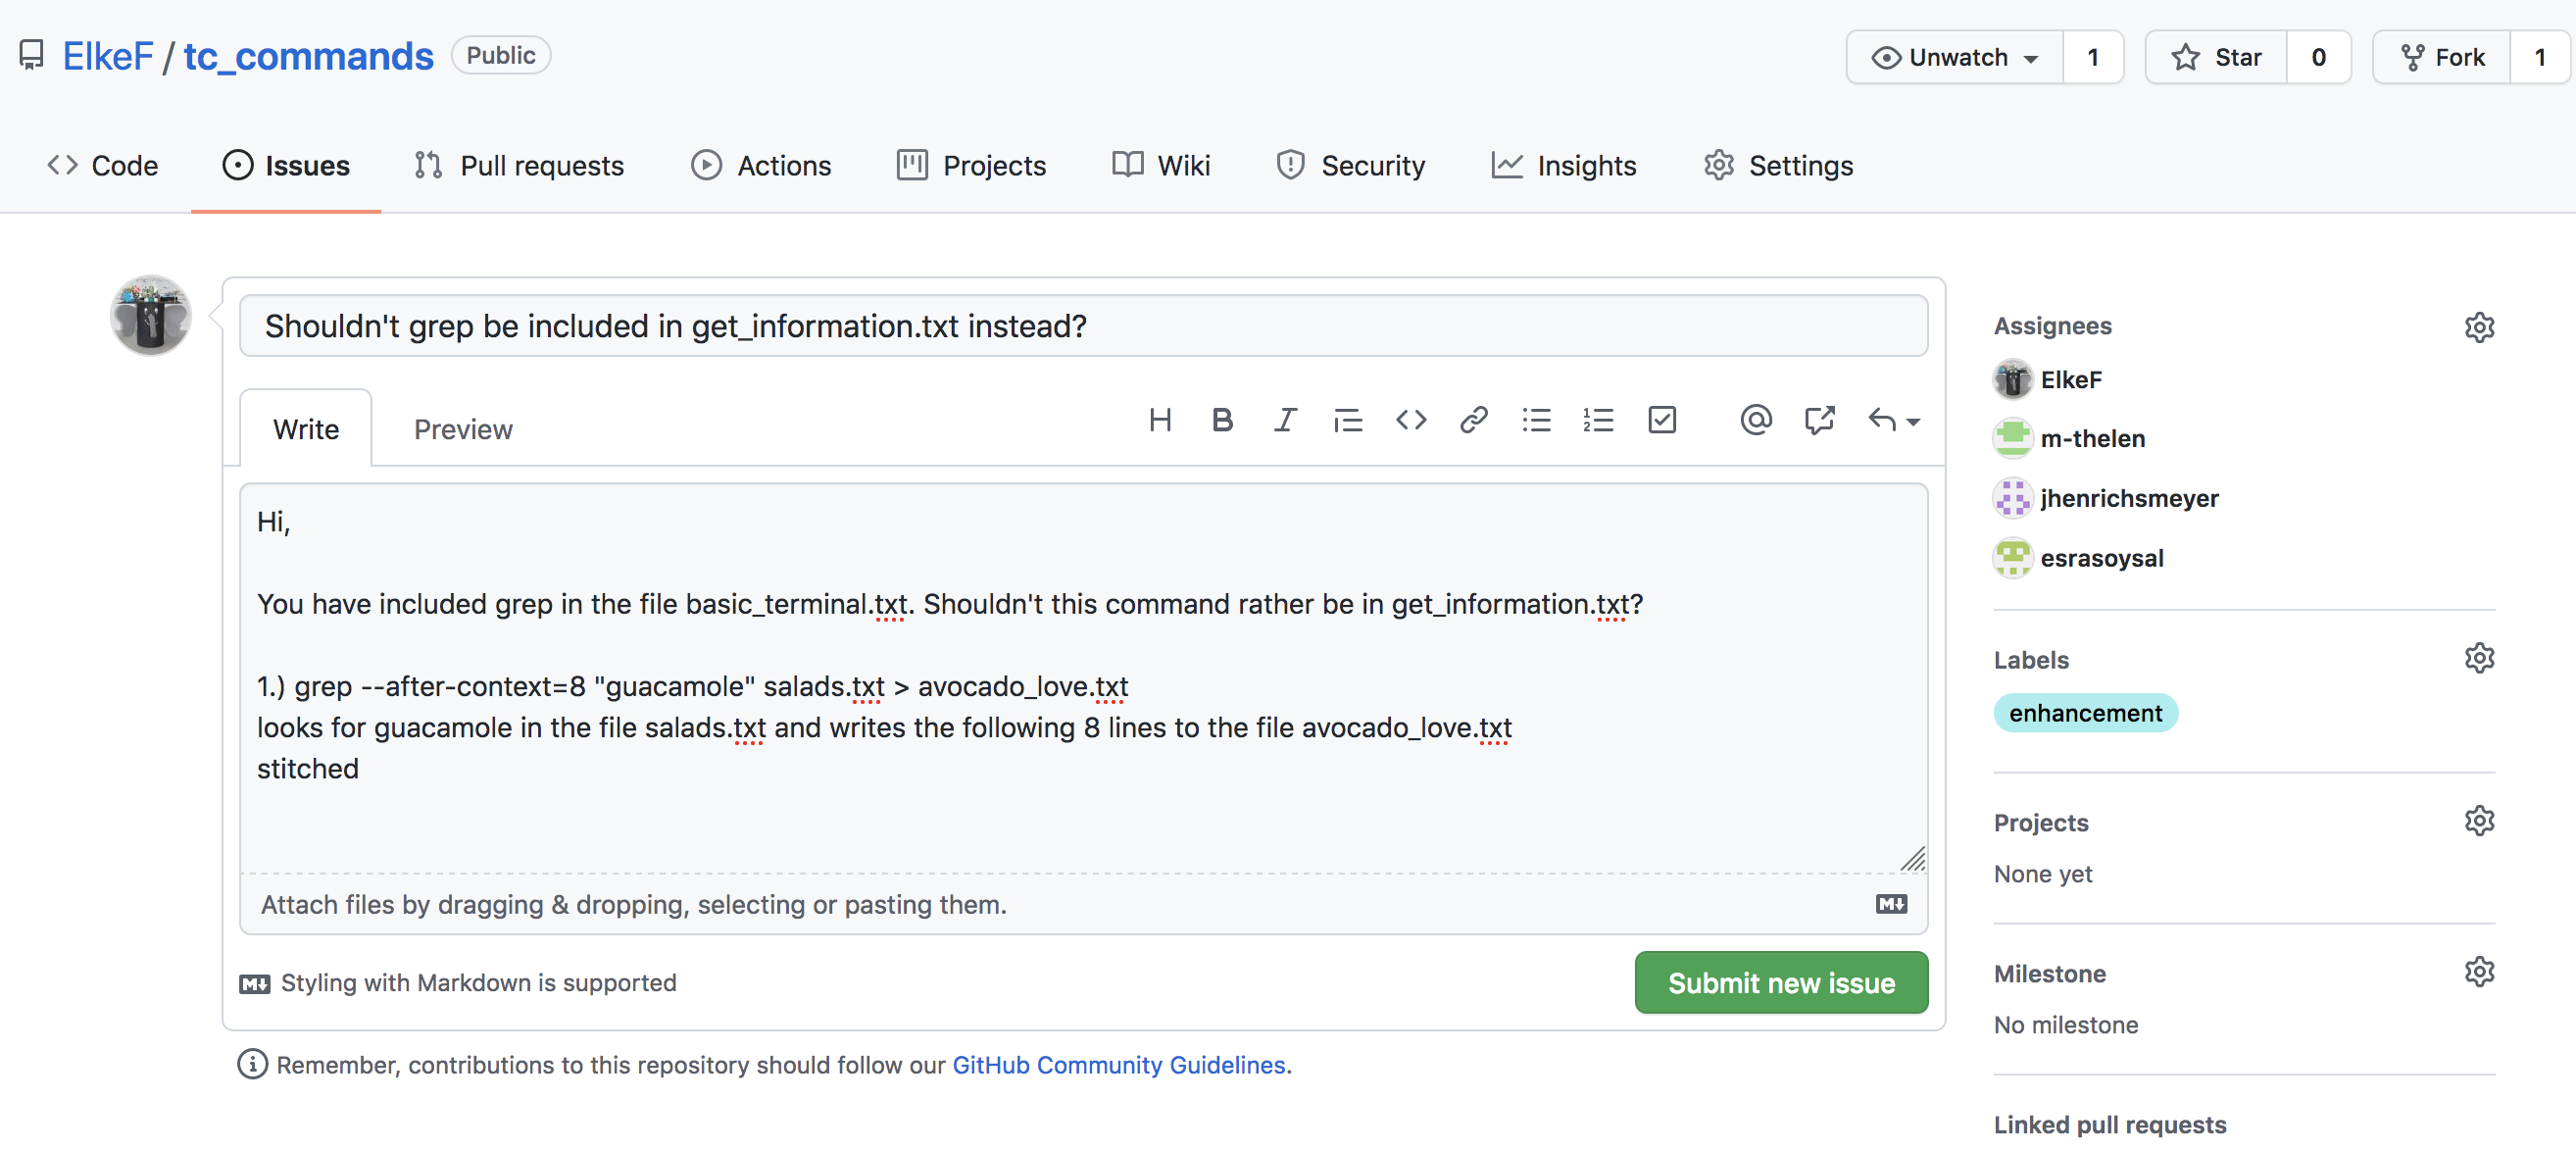 ElkeF / tc_commands Public
Unwatch 1 Star 0 Fork 1
Code Issues Pull requests Actions Projects Wiki Security Insights Settings
Shouldn't grep be included in get_information.txt instead?
Write Preview
Hi,
You have included grep in the file basic_terminal.txt. Shouldn't this command rather be in get_information.txt?
1.) grep --after-context=8 "guacamole" salads.txt > avocado_love.txt
looks for guacamole in the file salads.txt and writes the following 8 lines to the file avocado_love.txt
stitched
Attach files by dragging & dropping, selecting or pasting them.
Styling with Markdown is supported
Submit new issue
Remember, contributions to this repository should follow our GitHub Community Guidelines.
Assignees
ElkeF
m-thelen
jhenrichsmeyer
esrasoysal
Labels
enhancement
Projects
None yet
Milestone
No milestone
Linked pull requests